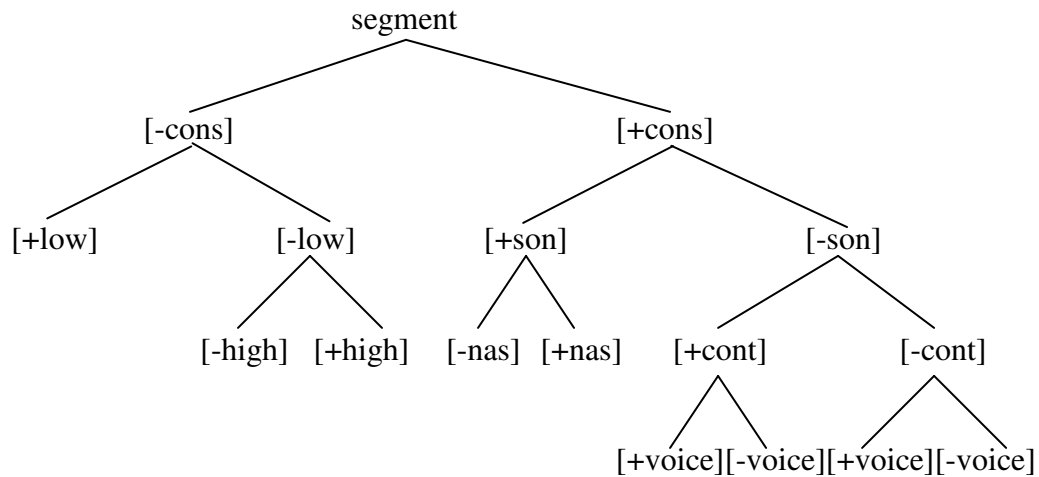 segment
[-cons] [+cons]
[+low] [-low] [+son] [-son]
[-high] [+high] [-nas] [+nas] [+cont] [-cont]
[+voice][-voice][+voice][-voice]